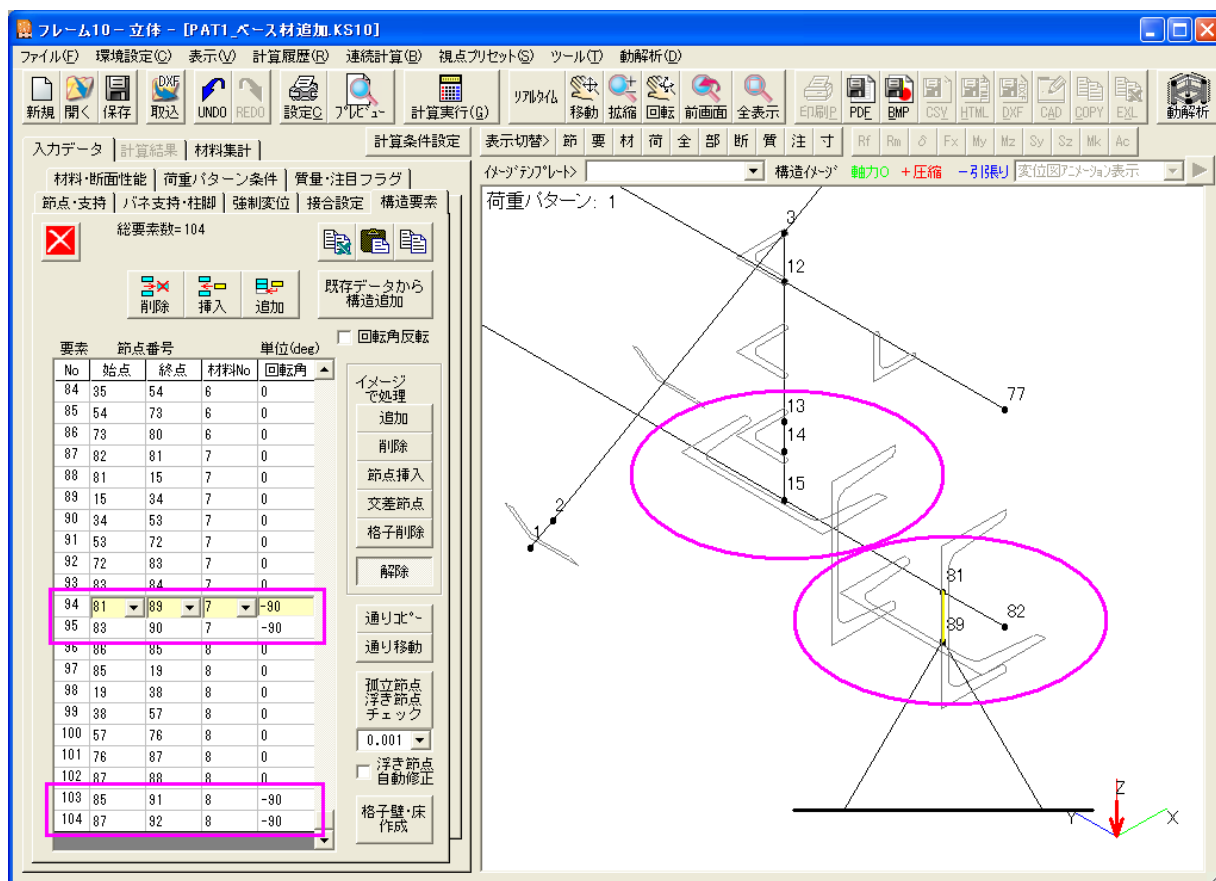 フレーム10－立体－ [PAT1_ベース材追加.KS10]
ファイル(F) 環境設定(C) 表示(V) 計算履歴(R) 連続計算(B) 視点プリセット(S) ツール(T) 動解析(D)
新規 開く 保存 取込 UNDO REDO 設定C プレビュー 計算実行(G) リアルタイム 移動 拡縮 回転 前画面 全表示 印刷P PDF BMP CSV HTML DXF CAD COPY EXL 動解析
DXF
入力データ 計算結果 材料集計 計算条件設定
表示切替> 節 要 材 荷 全 部 断 質 注 寸 Rf Rm δ Fx My Mz Sy Sz Mk Ac
材料・断面性能 荷重パターン条件 質量・注目フラグ
イメージテンプレート> 構造イメージ 軸力0 +圧縮 -引張り 変位図アニメーション表示
節点・支持 バネ支持・柱脚 強制変位 接合設定 構造要素
総要素数=104
削除 挿入 追加
既存データから
構造追加
回転角反転
要素 節点番号 単位(deg)
No 始点 終点 材料No 回転角
84 35 54 6 0
85 54 73 6 0
86 73 80 6 0
87 82 81 7 0
88 81 15 7 0
89 15 34 7 0
90 34 53 7 0
91 53 72 7 0
92 72 83 7 0
93 83 84 7 0
94 81 89 7 -90
95 83 90 7 -90
96 86 85 8 0
97 85 19 8 0
98 19 38 8 0
99 38 57 8 0
100 57 76 8 0
101 76 87 8 0
102 87 88 8 0
103 85 91 8 -90
104 87 92 8 -90
イメージ
で処理
追加
削除
節点挿入
交差節点
格子削除
解除
通りコピー
通り移動
孤立節点
浮き節点
チェック
0.001
浮き節点
自動修正
格子壁・床
作成
荷重パターン: 1
3
12
77
13
14
15
2
1
81
82
89
Z
Y
X